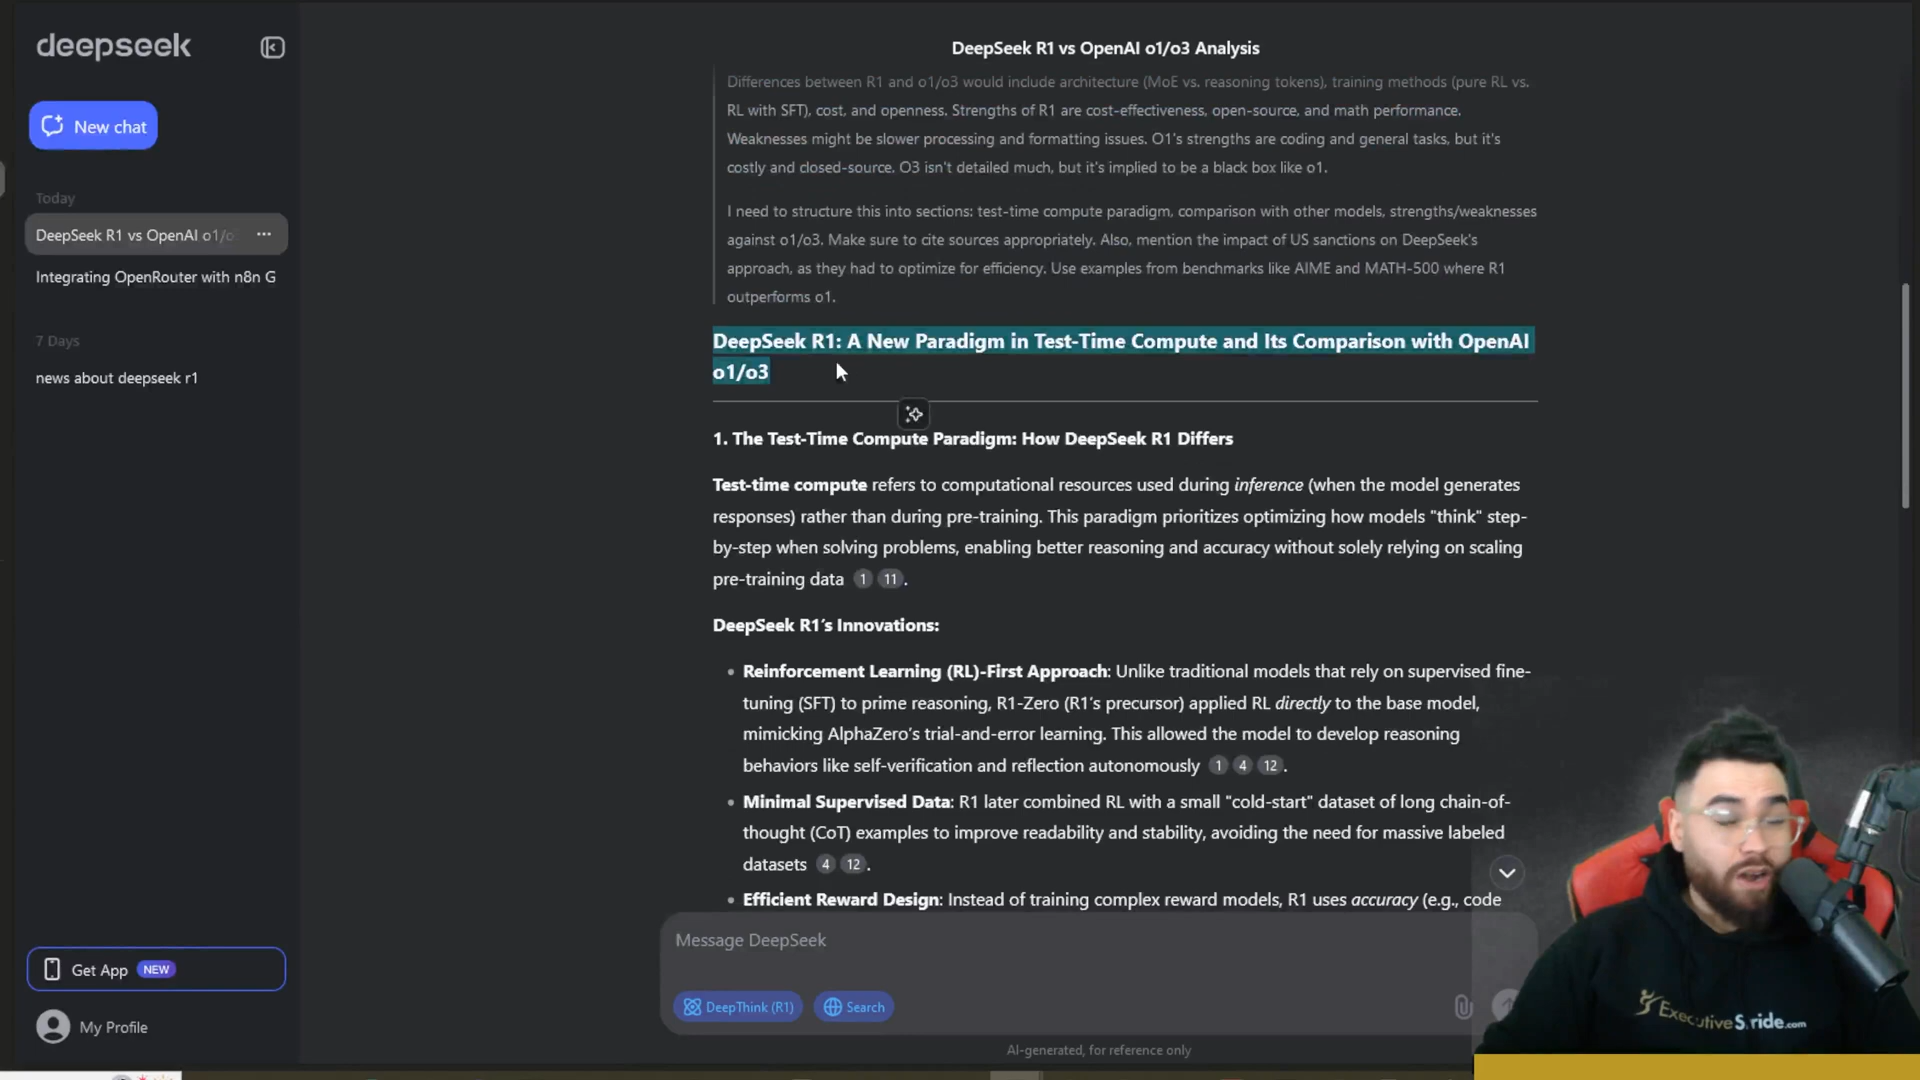 deepseek
New chat
Today
DeepSeek R1 vs OpenAI o1/o
Integrating OpenRouter with n8n G
7 Days
news about deepseek r1
Get App NEW
My Profile
DeepSeek R1 vs OpenAI o1/o3 Analysis
Differences between R1 and o1/o3 would include architecture (MoE vs. reasoning tokens), training methods (pure RL vs.
RL with SFT), cost, and openness. Strengths of R1 are cost-effectiveness, open-source, and math performance.
Weaknesses might be slower processing and formatting issues. O1's strengths are coding and general tasks, but it's
costly and closed-source. O3 isn't detailed much, but it's implied to be a black box like o1.
I need to structure this into sections: test-time compute paradigm, comparison with other models, strengths/weaknesses
against o1/o3. Make sure to cite sources appropriately. Also, mention the impact of US sanctions on DeepSeek's
approach, as they had to optimize for efficiency. Use examples from benchmarks like AIME and MATH-500 where R1
outperforms o1.
DeepSeek R1: A New Paradigm in Test-Time Compute and Its Comparison with OpenAI
o1/o3
1. The Test-Time Compute Paradigm: How DeepSeek R1 Differs
Test-time compute refers to computational resources used during inference (when the model generates
responses) rather than during pre-training. This paradigm prioritizes optimizing how models "think" step-
by-step when solving problems, enabling better reasoning and accuracy without solely relying on scaling
pre-training data 1 11.
DeepSeek R1's Innovations:
• Reinforcement Learning (RL)-First Approach: Unlike traditional models that rely on supervised fine-
tuning (SFT) to prime reasoning, R1-Zero (R1's precursor) applied RL directly to the base model,
mimicking AlphaZero's trial-and-error learning. This allowed the model to develop reasoning
behaviors like self-verification and reflection autonomously 1 4 12.
• Minimal Supervised Data: R1 later combined RL with a small "cold-start" dataset of long chain-of-
thought (CoT) examples to improve readability and stability, avoiding the need for massive labeled
datasets 4 12.
• Efficient Reward Design: Instead of training complex reward models, R1 uses accuracy (e.g., code
Message DeepSeek
DeepThink (R1)
Search
AI-generated, for reference only
ExecutiveStride.com